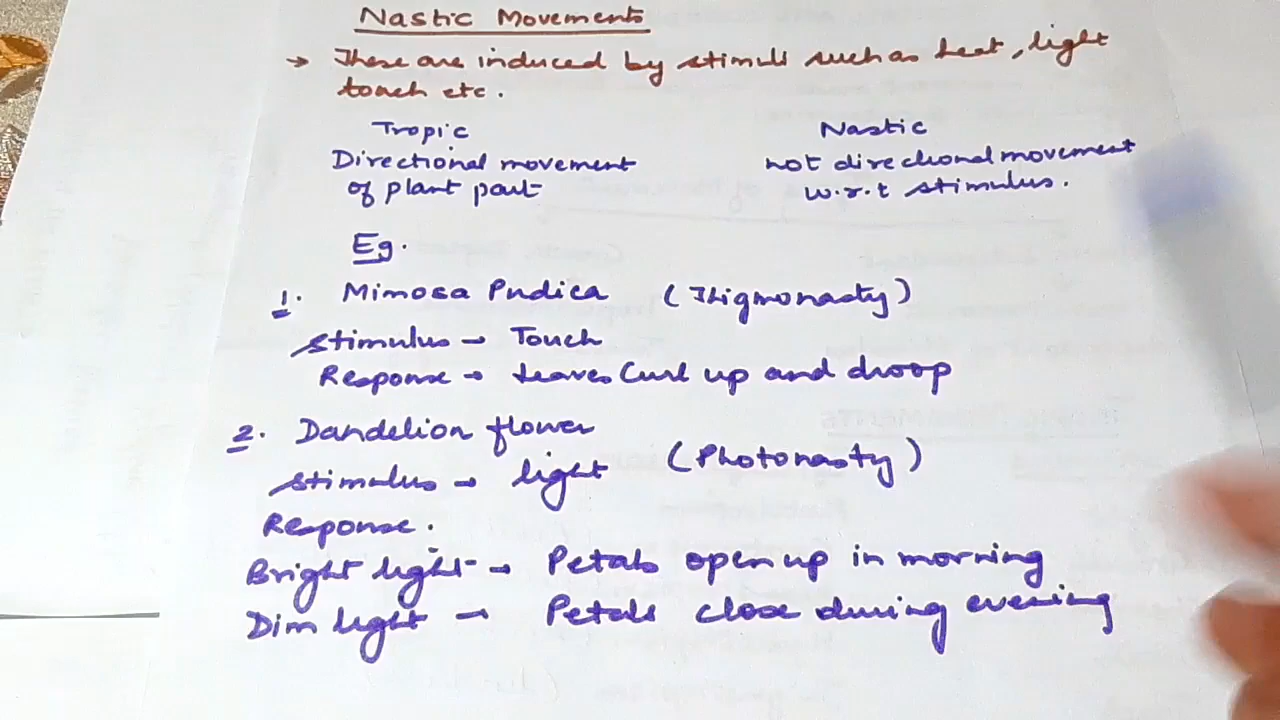 Nastic Movements
→ These are induced by stimuli such as heat, light
touch etc.
Tropic Nastic
Directional movement not directional movement
of plant part w.r.t stimulus.
Eg.
1. Mimosa Pudica (Thigmonasty)
stimulus → Touch
Response → Leaves Curl up and droop
2. Dandelion flower
(Photonasty)
stimulus → light
Response.
Bright light → Petals open up in morning
Dim light → Petals close during evening